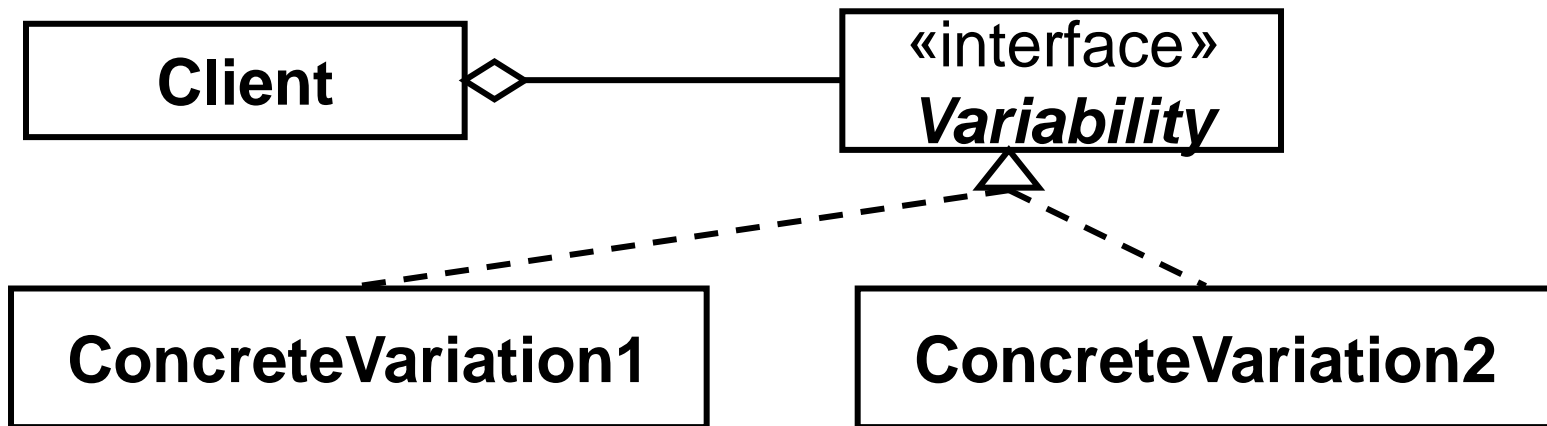 Client
«interface»
Variability
ConcreteVariation1
ConcreteVariation2